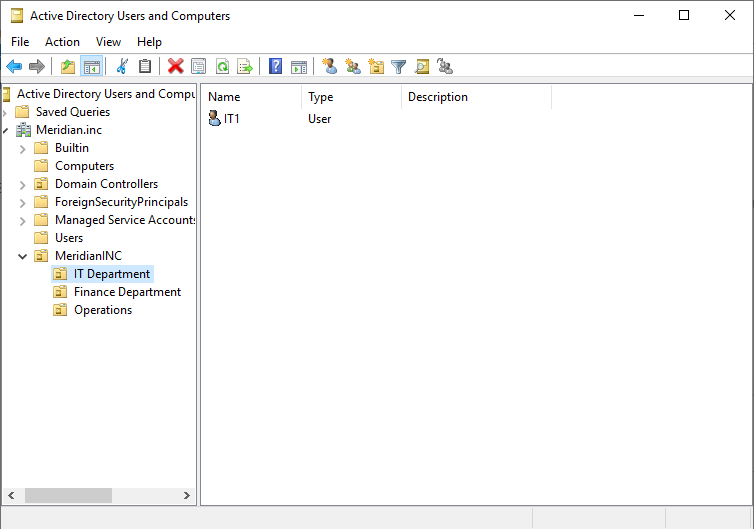 Active Directory Users and Computers
File Action View Help
Active Directory Users and Compu
Saved Queries
Meridian.inc
Builtin
Computers
Domain Controllers
ForeignSecurityPrincipals
Managed Service Accounts
Users
MeridianINC
IT Department
Finance Department
Operations
Name Type Description
IT1 User